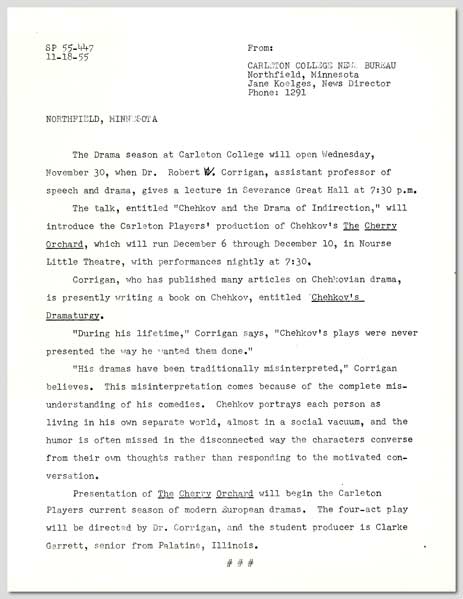 SP 55-447
11-18-55
From:
CARLETON COLLEGE NEWS BUREAU
Northfield, Minnesota
Jane Koelges, News Director
Phone: 1291
NORTHFIELD, MINNESOTA
The Drama season at Carleton College will open Wednesday,
November 30, when Dr. Robert W. Corrigan, assistant professor of
speech and drama, gives a lecture in Severance Great Hall at 7:30 p.m.
The talk, entitled "Chehkov and the Drama of Indirection," will
introduce the Carleton Players' production of Chehkov's The Cherry
Orchard, which will run December 6 through December 10, in Nourse
Little Theatre, with performances nightly at 7:30.
Corrigan, who has published many articles on Chehkovian drama,
is presently writing a book on Chehkov, entitled Chehkov's
Dramaturgy.
"During his lifetime," Corrigan says, "Chehkov's plays were never
presented the way he wanted them done."
"His dramas have been traditionally misinterpreted," Corrigan
believes. This misinterpretation comes because of the complete mis-
understanding of his comedies. Chehkov portrays each person as
living in his own separate world, almost in a social vacuum, and the
humor is often missed in the disconnected way the characters converse
from their own thoughts rather than responding to the motivated con-
versation.
Presentation of The Cherry Orchard will begin the Carleton
Players current season of modern European dramas. The four-act play
will be directed by Dr. Corrigan, and the student producer is Clarke
Garrett, senior from Palatine, Illinois.
# # #